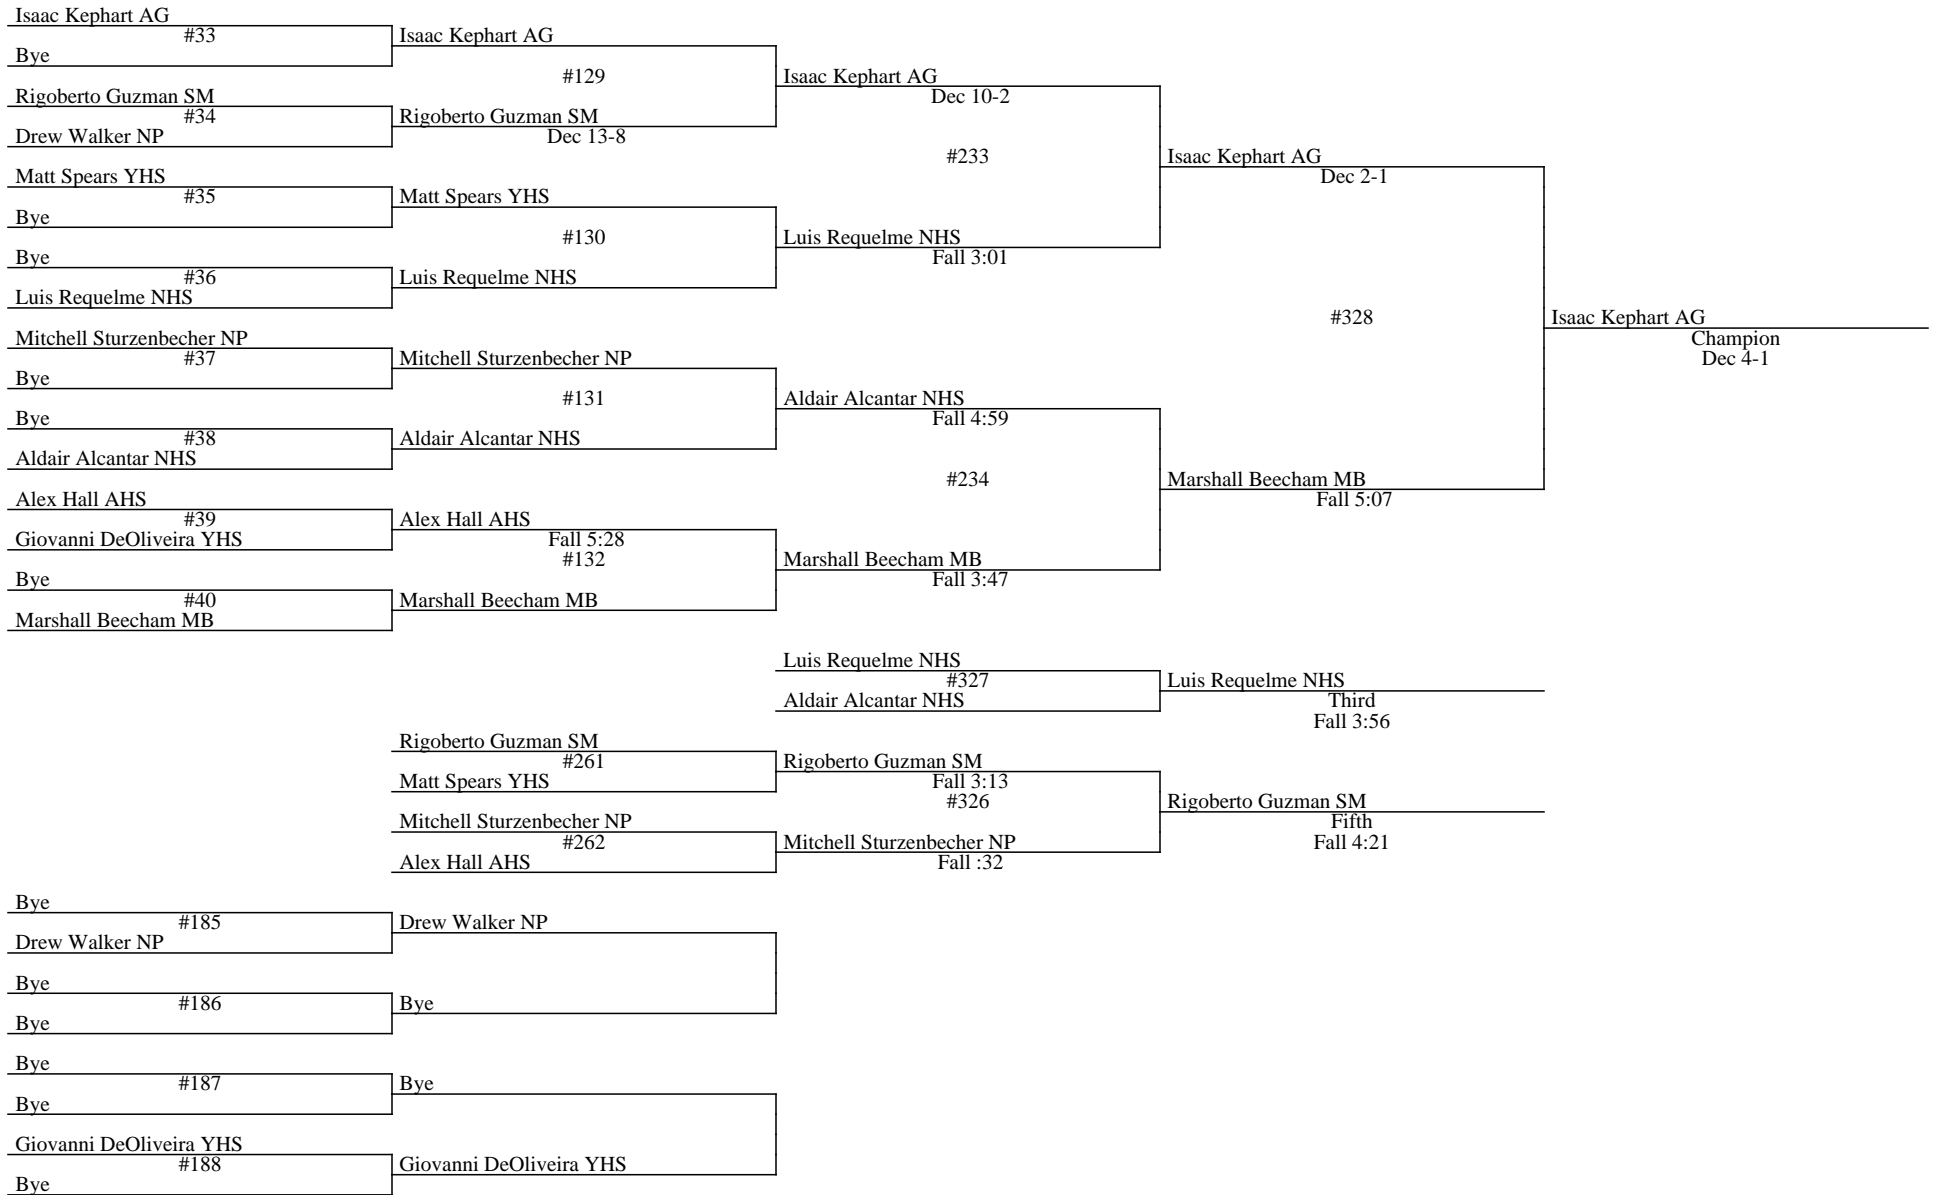 Isaac Kephart AG
#33
Bye
Isaac Kephart AG
#129
Rigoberto Guzman SM
#34
Drew Walker NP
Rigoberto Guzman SM
Dec 13-8
Isaac Kephart AG
Dec 10-2
#233
Matt Spears YHS
#35
Bye
Matt Spears YHS
#130
Bye
#36
Luis Requelme NHS
Luis Requelme NHS
Luis Requelme NHS
Fall 3:01
Isaac Kephart AG
Dec 2-1
#328
Mitchell Sturzenbecher NP
#37
Bye
Mitchell Sturzenbecher NP
#131
Bye
#38
Aldair Alcantar NHS
Aldair Alcantar NHS
Aldair Alcantar NHS
Fall 4:59
#234
Alex Hall AHS
#39
Giovanni DeOliveira YHS
Alex Hall AHS
Fall 5:28
#132
Bye
#40
Marshall Beecham MB
Marshall Beecham MB
Marshall Beecham MB
Fall 3:47
Marshall Beecham MB
Fall 5:07
Isaac Kephart AG
Champion
Dec 4-1
Luis Requelme NHS
#327
Aldair Alcantar NHS
Luis Requelme NHS
Third
Fall 3:56
Rigoberto Guzman SM
#261
Matt Spears YHS
Rigoberto Guzman SM
Fall 3:13
#326
Mitchell Sturzenbecher NP
#262
Alex Hall AHS
Mitchell Sturzenbecher NP
Fall :32
Rigoberto Guzman SM
Fifth
Fall 4:21
Bye
#185
Drew Walker NP
Drew Walker NP
Bye
#186
Bye
Bye
Bye
#187
Bye
Bye
Giovanni DeOliveira YHS
#188
Bye
Giovanni DeOliveira YHS